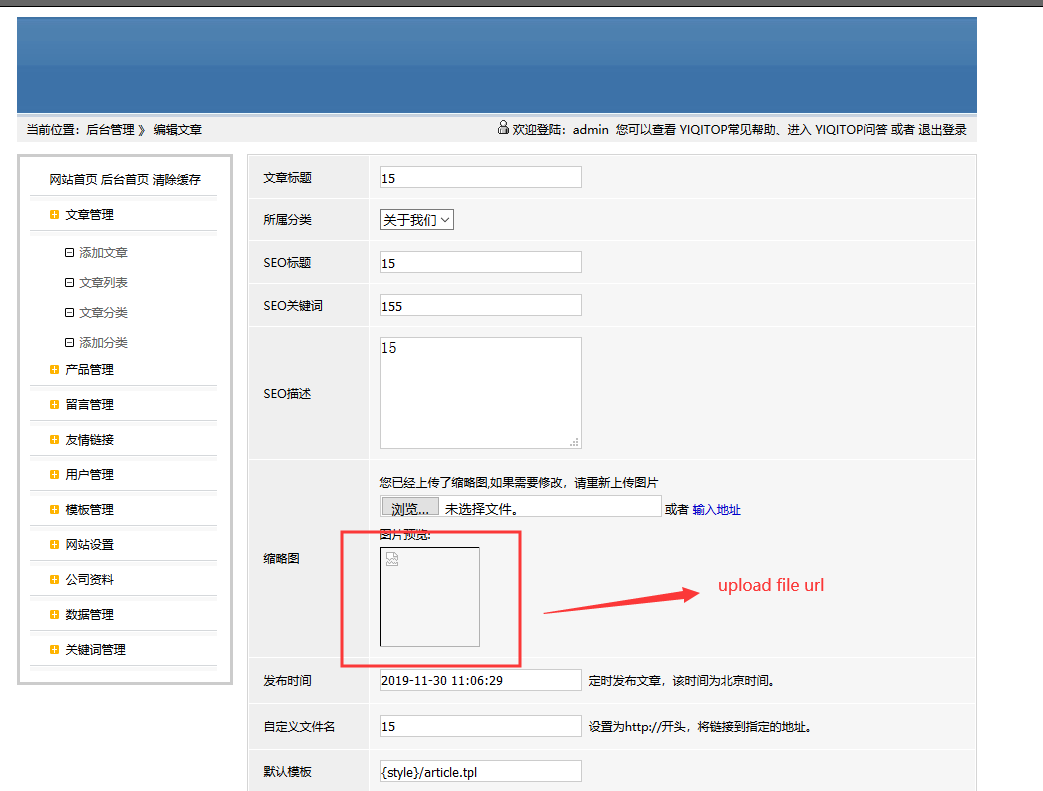 当前位置：后台管理 》 编辑文章
欢迎登陆：admin 您可以查看 YIQITOP常见帮助、进入 YIQITOP问答 或者 退出登录
网站首页 后台首页 清除缓存
文章管理
添加文章
文章列表
文章分类
添加分类
产品管理
留言管理
友情链接
用户管理
模板管理
网站设置
公司资料
数据管理
关键词管理
文章标题 15
所属分类 关于我们
SEO标题 15
SEO关键词 155
SEO描述 15
缩略图
您已经上传了缩略图,如果需要修改，请重新上传图片
浏览... 未选择文件。 或者 输入地址
图片预览:
upload file url
发布时间 2019-11-30 11:06:29 定时发布文章，该时间为北京时间。
自定义文件名 15 设置为http://开头，将链接到指定的地址。
默认模板 {style}/article.tpl